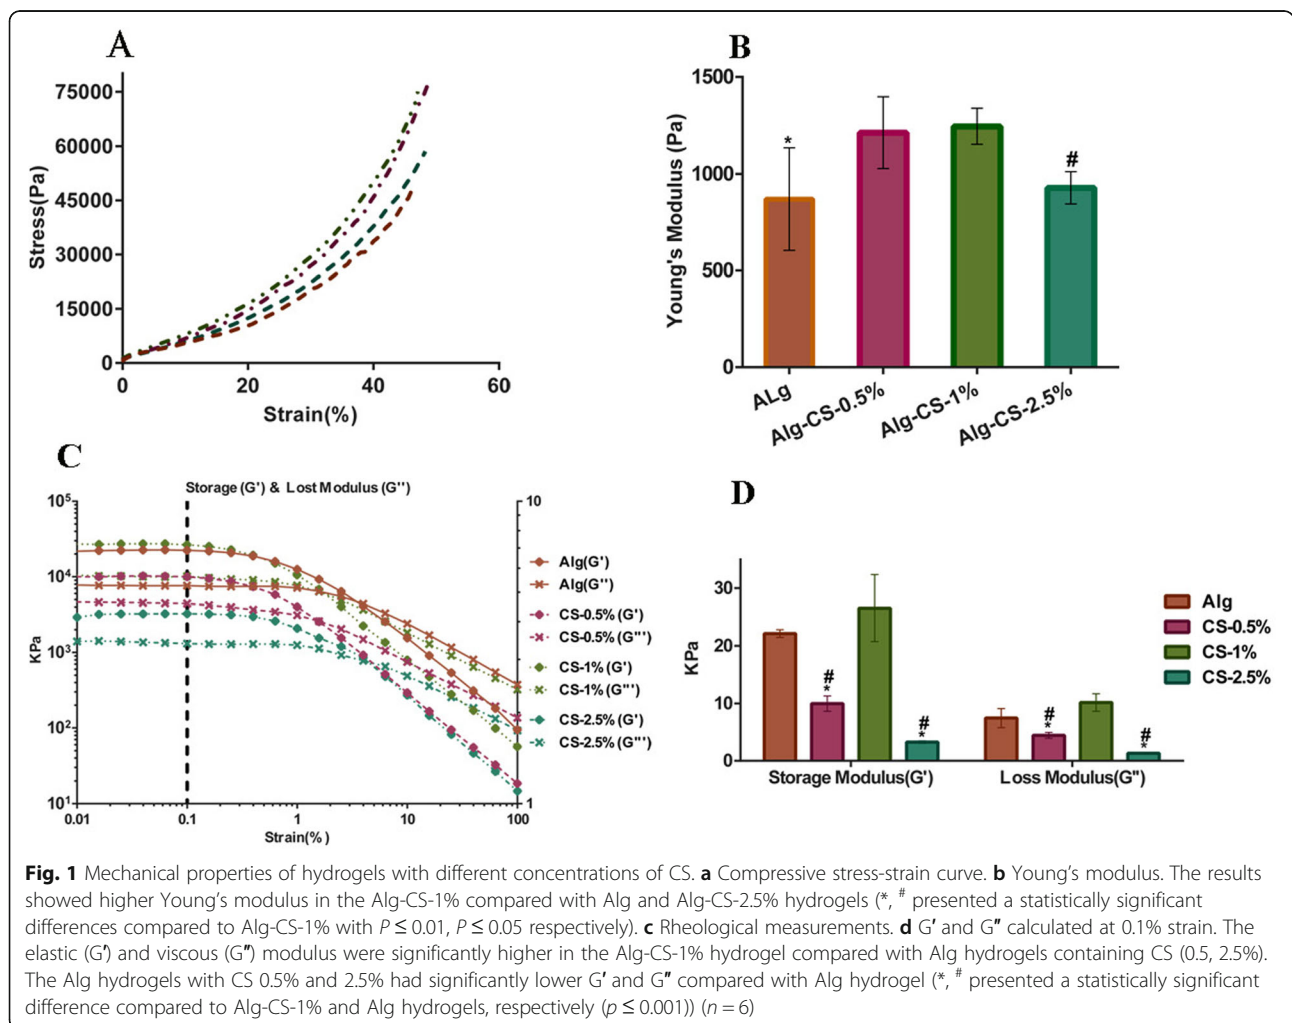 A
75000
60000
45000
30000
15000
0
Stress(Pa)
0
20
40
60
Strain(%)
B
1500
1000
500
0
Young's Modulus (Pa)
*
#
ALg
Alg-CS-0.5%
Alg-CS-1%
Alg-CS-2.5%
C
Storage (G') & Lost Modulus (G'')
10⁵
10⁴
10³
10²
10¹
KPa
10
1
0.01
0.1
1
10
100
Strain(%)
Alg(G')
Alg(G'')
CS-0.5% (G')
CS-0.5% (G'')
CS-1% (G')
CS-1% (G'')
CS-2.5% (G')
CS-2.5% (G'')
D
30
20
10
0
KPa
#
*
#
*
#
*
#
*
Storage Modulus(G')
Loss Modulus(G'')
Alg
CS-0.5%
CS-1%
CS-2.5%
Fig. 1 Mechanical properties of hydrogels with different concentrations of CS. a Compressive stress-strain curve. b Young's modulus. The results
showed higher Young's modulus in the Alg-CS-1% compared with Alg and Alg-CS-2.5% hydrogels (*, # presented a statistically significant
differences compared to Alg-CS-1% with P ≤ 0.01, P ≤ 0.05 respectively). c Rheological measurements. d G′ and G″ calculated at 0.1% strain. The
elastic (G′) and viscous (G″) modulus were significantly higher in the Alg-CS-1% hydrogel compared with Alg hydrogels containing CS (0.5, 2.5%).
The Alg hydrogels with CS 0.5% and 2.5% had significantly lower G′ and G″ compared with Alg hydrogel (*, # presented a statistically significant
difference compared to Alg-CS-1% and Alg hydrogels, respectively (p ≤ 0.001)) (n = 6)